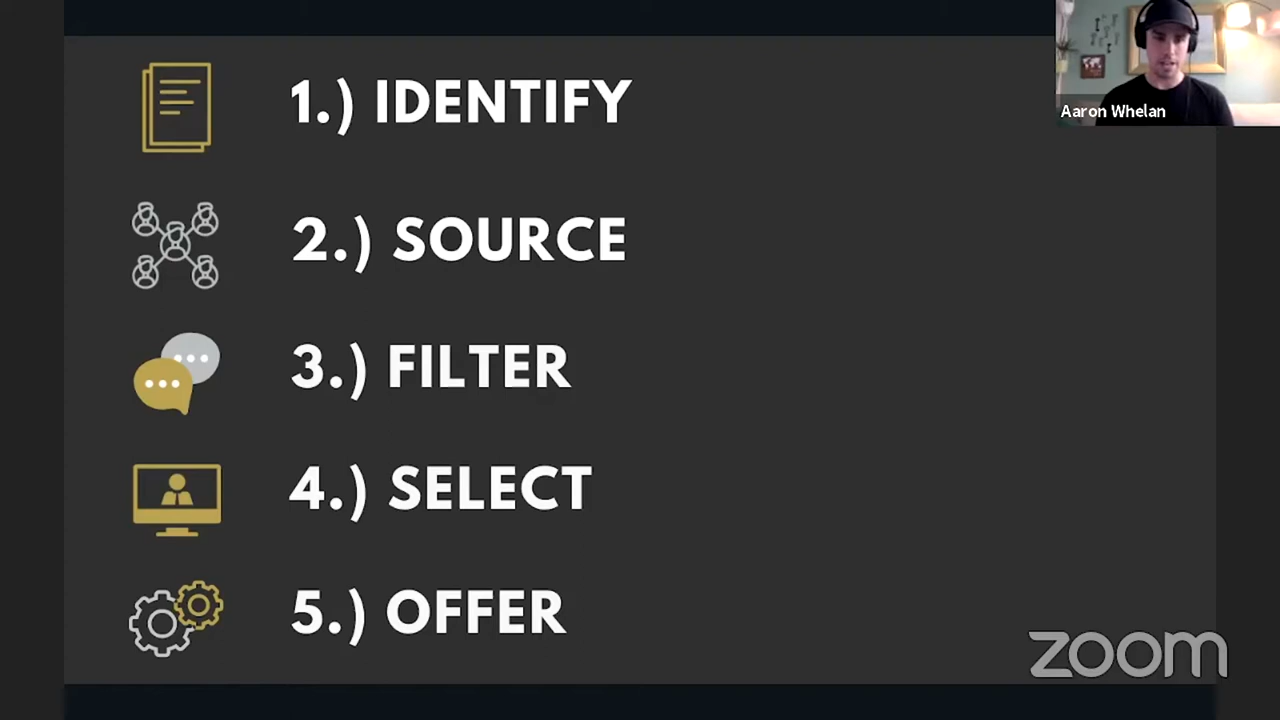 1.) IDENTIFY
Aaron Whelan
2.) SOURCE
3.) FILTER
4.) SELECT
5.) OFFER
zoom